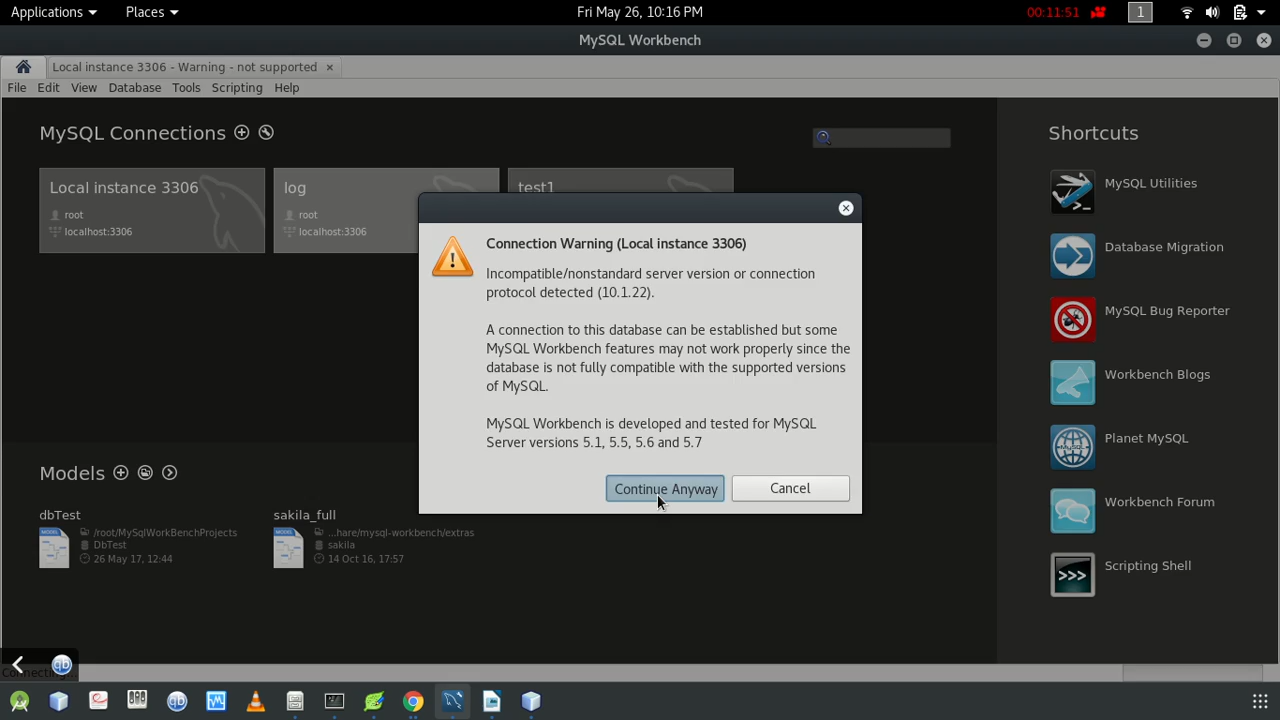 Applications Places Fri May 26, 10:16 PM 00:11:51 1
MySQL Workbench
Local instance 3306 - Warning - not supported ×
File Edit View Database Tools Scripting Help
MySQL Connections
Shortcuts
Local instance 3306
root
localhost:3306
log
root
localhost:3306
test1
Connection Warning (Local instance 3306)
Incompatible/nonstandard server version or connection
protocol detected (10.1.22).
A connection to this database can be established but some
MySQL Workbench features may not work properly since the
database is not fully compatible with the supported versions
of MySQL.
MySQL Workbench is developed and tested for MySQL
Server versions 5.1, 5.5, 5.6 and 5.7
Continue Anyway Cancel
MySQL Utilities
Database Migration
MySQL Bug Reporter
Workbench Blogs
Planet MySQL
Workbench Forum
Scripting Shell
>>>
Models
dbTest
/root/MySqlWorkBenchProjects
DbTest
26 May 17, 12:44
sakila_full
...hare/mysql-workbench/extras
sakila
14 Oct 16, 17:57
qb
qb